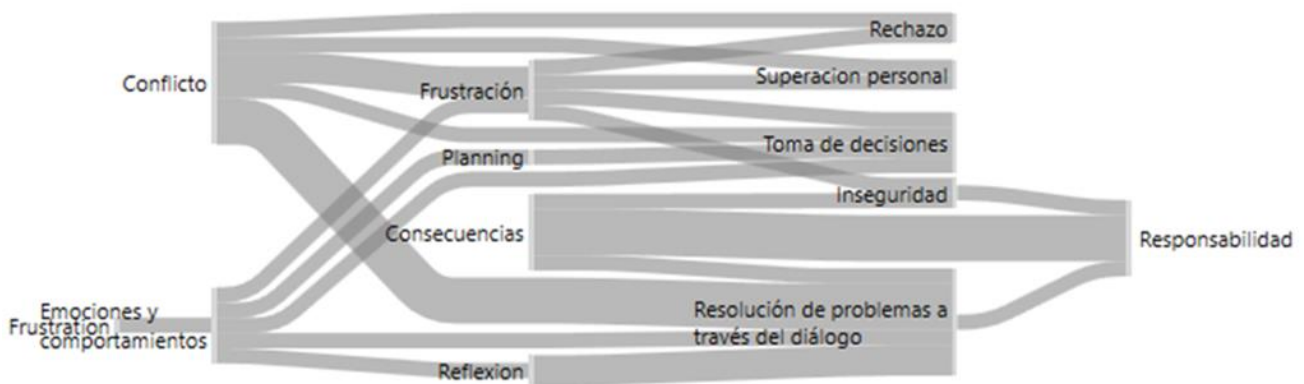 Rechazo
Superacion personal
Conflicto
Frustración
Toma de decisiones
Planning
Inseguridad
Consecuencias
Responsabilidad
Emociones y
comportamientos
Frustration
Resolución de problemas a
través del diálogo
Reflexion